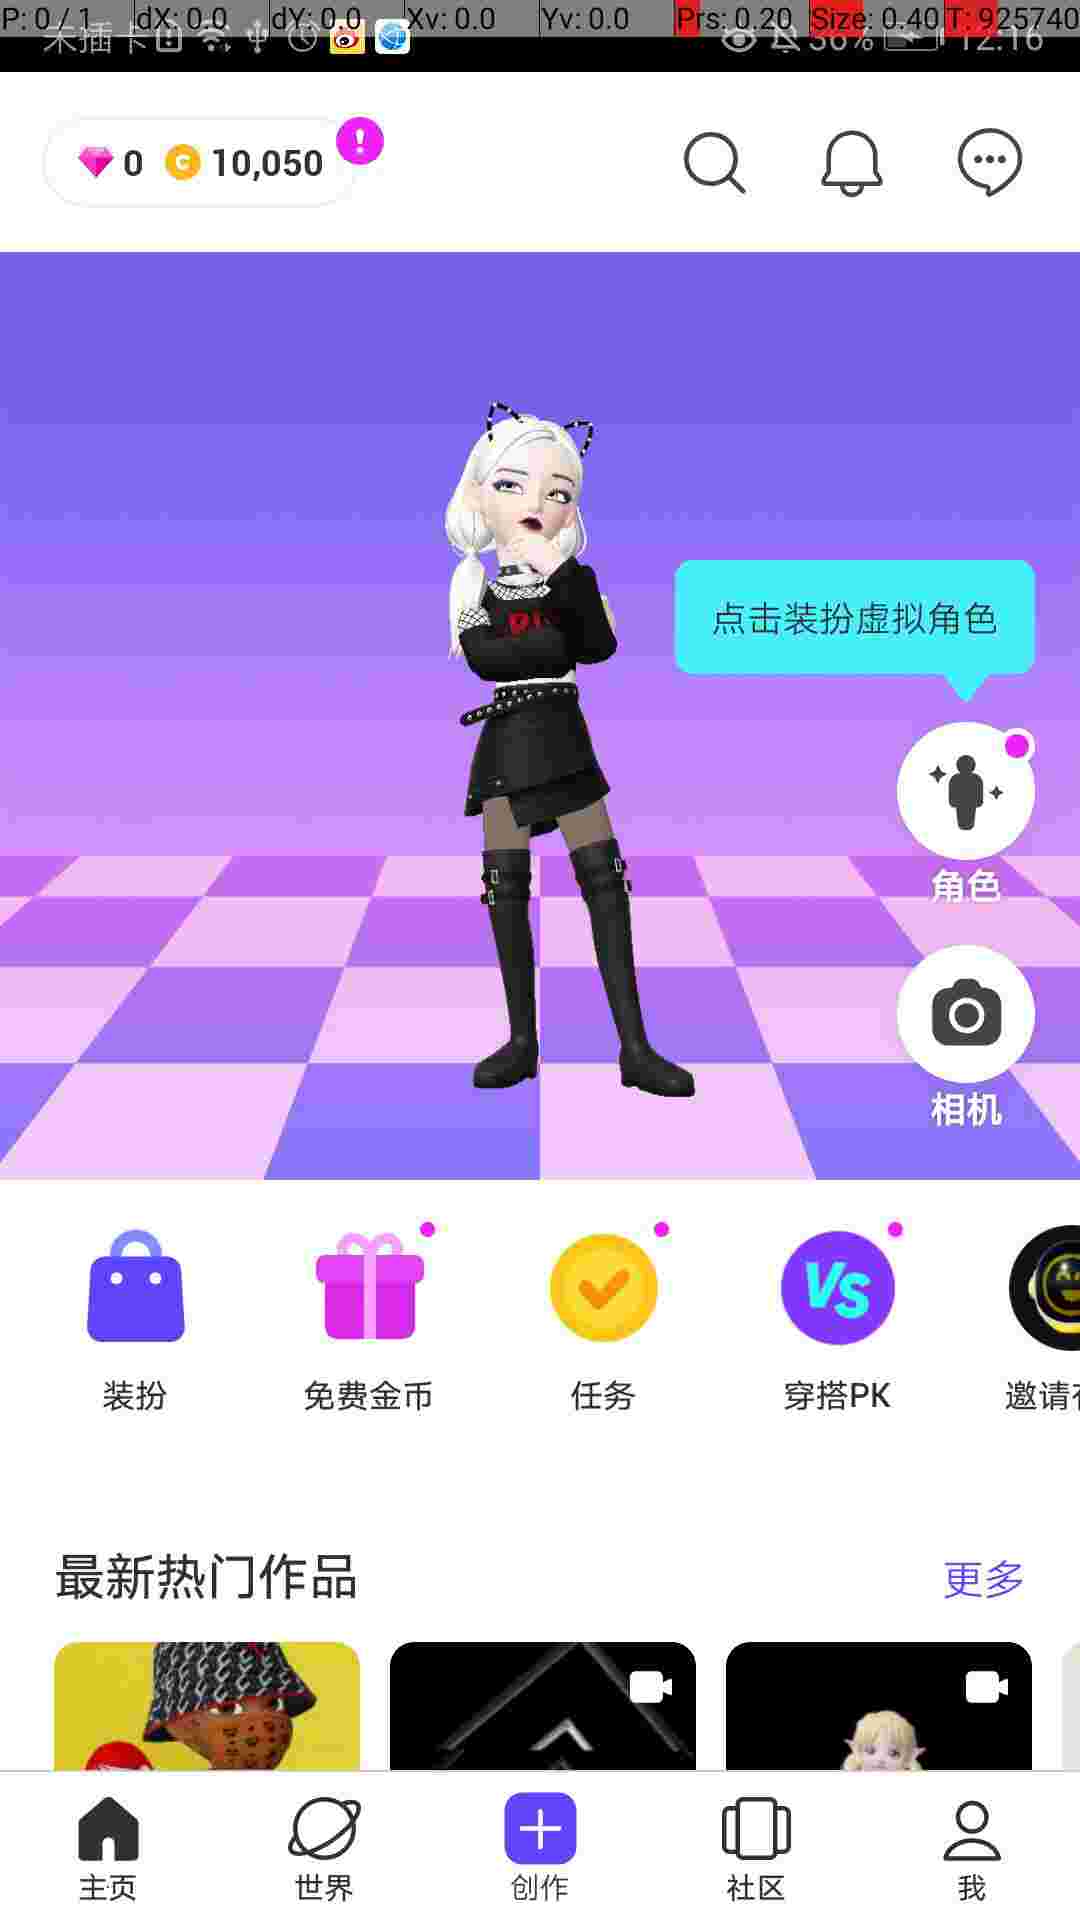 P: 0 / 1 dX: 0.0 dY: 0.0 Xv: 0.0 Yv: 0.0 Prs: 0.20 Size: 0.40 T: 925740
未插卡 36% 12:16
0 10,050
点击装扮虚拟角色
角色
相机
VS
装扮 免费金币 任务 穿搭PK 邀请
最新热门作品 更多
主页 世界 创作 社区 我